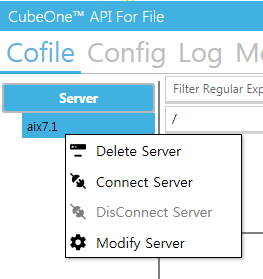 CubeOne™ API For File
Cofile Config Log
Server
Filter Regular
aix7.1
/
Delete Server
Connect Server
DisConnect Server
Modify Server